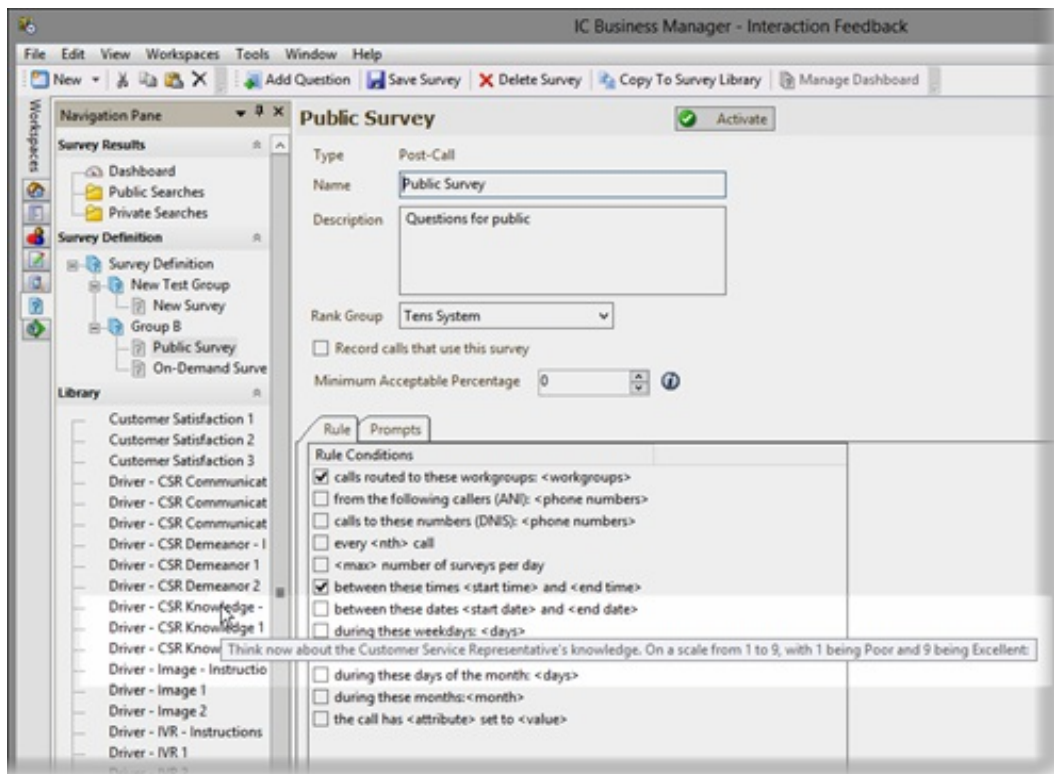 IC Business Manager - Interaction Feedback
File Edit View Workspaces Tools Window Help
New Add Question Save Survey Delete Survey Copy To Survey Library Manage Dashboard
Workspaces
Navigation Pane
Survey Results
Dashboard
Public Searches
Private Searches
Survey Definition
Survey Definition
New Test Group
New Survey
Group B
Public Survey
On-Demand Surve
Library
Customer Satisfaction 1
Customer Satisfaction 2
Customer Satisfaction 3
Driver - CSR Communicat
Driver - CSR Communicat
Driver - CSR Communicat
Driver - CSR Demeanor - I
Driver - CSR Demeanor 1
Driver - CSR Demeanor 2
Driver - CSR Knowledge -
Driver - CSR Knowledge 1
Driver - CSR Know
Driver - Image - Instructio
Driver - Image 1
Driver - Image 2
Driver - IVR - Instructions
Driver - IVR 1
Public Survey
Activate
Type Post-Call
Name Public Survey
Description Questions for public
Rank Group Tens System
Record calls that use this survey
Minimum Acceptable Percentage 0
Rule Prompts
Rule Conditions
calls routed to these workgroups: <workgroups>
from the following callers (ANI): <phone numbers>
calls to these numbers (DNIS): <phone numbers>
every <nth> call
<max> number of surveys per day
between these times <start time> and <end time>
between these dates <start date> and <end date>
during these weekdays: <days>
Think now about the Customer Service Representative's knowledge. On a scale from 1 to 9, with 1 being Poor and 9 being Excellent:
during these days of the month: <days>
during these months:<month>
the call has <attribute> set to <value>